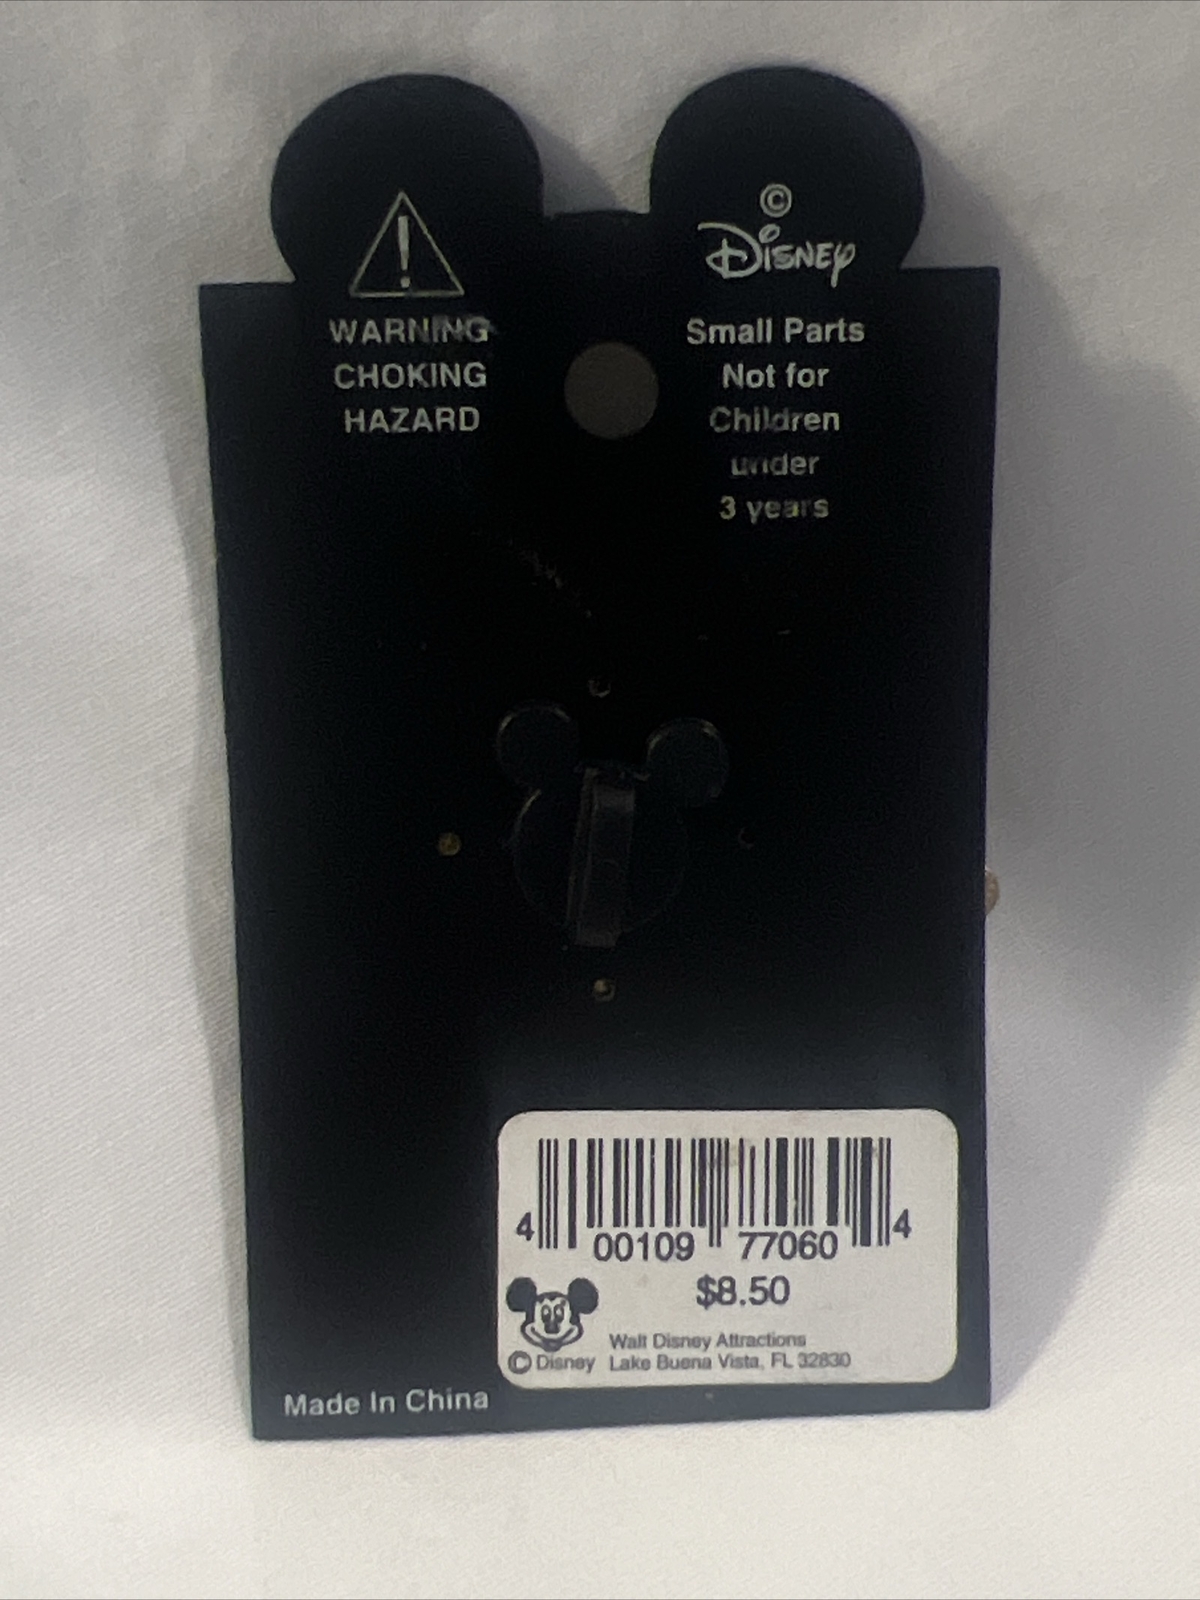 WARNING
CHOKING
HAZARD
©
Disney
Small Parts
Not for
Children
under
3 years
4 00109 77060 4
$8.50
Walt Disney Attractions
© Disney Lake Buena Vista, FL 32830
Made In China